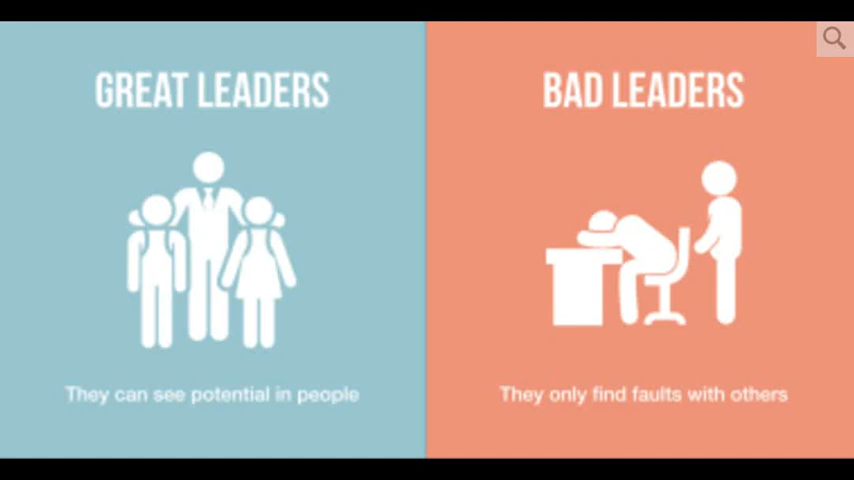 GREAT LEADERS
They can see potential in people
BAD LEADERS
They only find faults with others